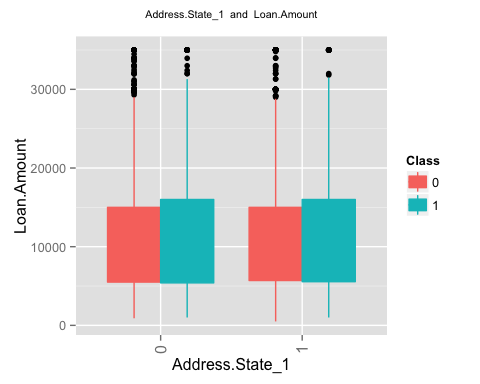 Address.State_1 and Loan.Amount
Loan.Amount
30000
20000
10000
0
0
1
Address.State_1
Class
0
1